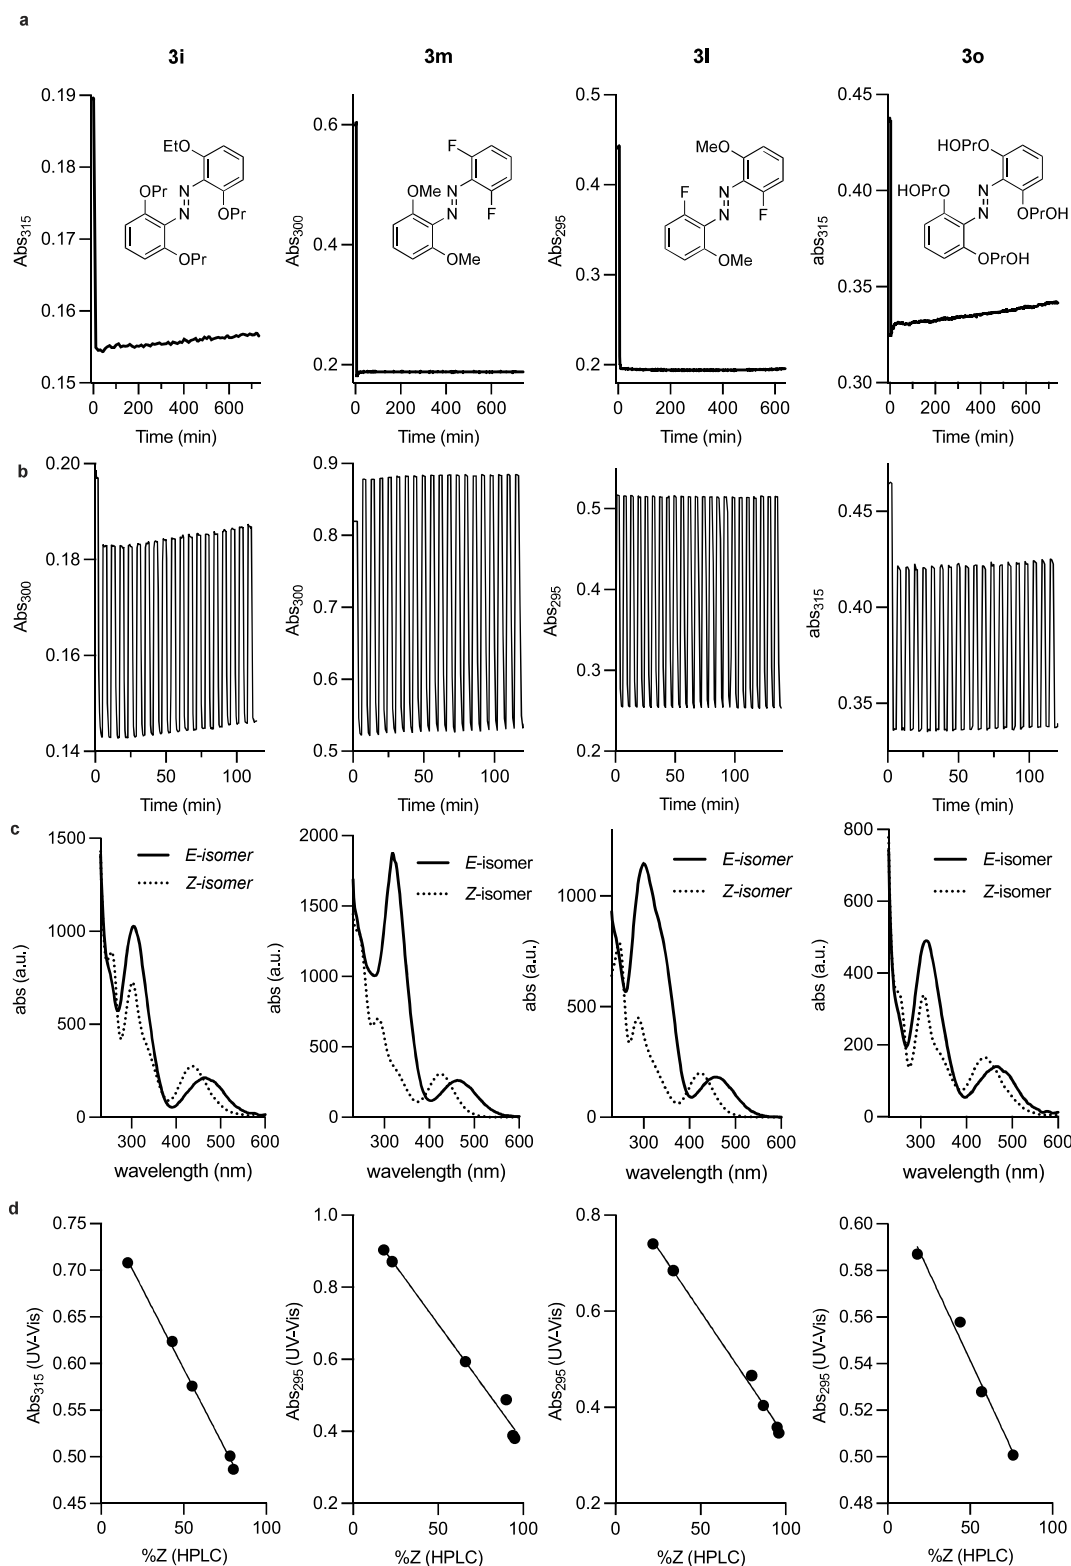 a
3i 3m 3l 3o
Abs315
0.19
0.18
0.17
0.16
0.15
0 200 400 600
Time (min)
EtO
OPr
N
N
OPr
OPr
Abs300
0.6
0.4
0.2
0 200 400 600
Time (min)
F
OMe N
N
F
OMe
Abs295
0.5
0.4
0.3
0.2
0 200 400 600
Time (min)
MeO
F
N
N
F
OMe
abs315
0.45
0.40
0.35
0.30
0 200 400 600
Time (min)
HOPrO
HOPrO
N
N
OPrOH
OPrOH
b
Abs300
0.20
0.18
0.16
0.14
0 50 100
Time (min)
Abs300
0.9
0.8
0.7
0.6
0.5
0 50 100
Time (min)
Abs295
0.5
0.4
0.3
0.2
0 50 100
Time (min)
abs315
0.45
0.40
0.35
0 50 100
Time (min)
c
abs (a.u.)
1500
1000
500
0
300 400 500 600
wavelength (nm)
E-isomer
Z-isomer
abs (a.u.)
2000
1500
1000
500
0
300 400 500 600
wavelength (nm)
E-isomer
Z-isomer
abs (a.u.)
1000
500
0
300 400 500 600
wavelength (nm)
E-isomer
Z-isomer
abs (a.u.)
800
600
400
200
0
300 400 500 600
wavelength (nm)
E-isomer
Z-isomer
d
Abs315 (UV-Vis)
0.75
0.70
0.65
0.60
0.55
0.50
0.45
0 50 100
%Z (HPLC)
Abs295 (UV-Vis)
1.0
0.8
0.6
0.4
0.2
0 50 100
%Z (HPLC)
Abs295 (UV-Vis)
0.8
0.6
0.4
0.2
0 50 100
%Z (HPLC)
Abs295 (UV-Vis)
0.60
0.58
0.56
0.54
0.52
0.50
0.48
0 50 100
%Z (HPLC)